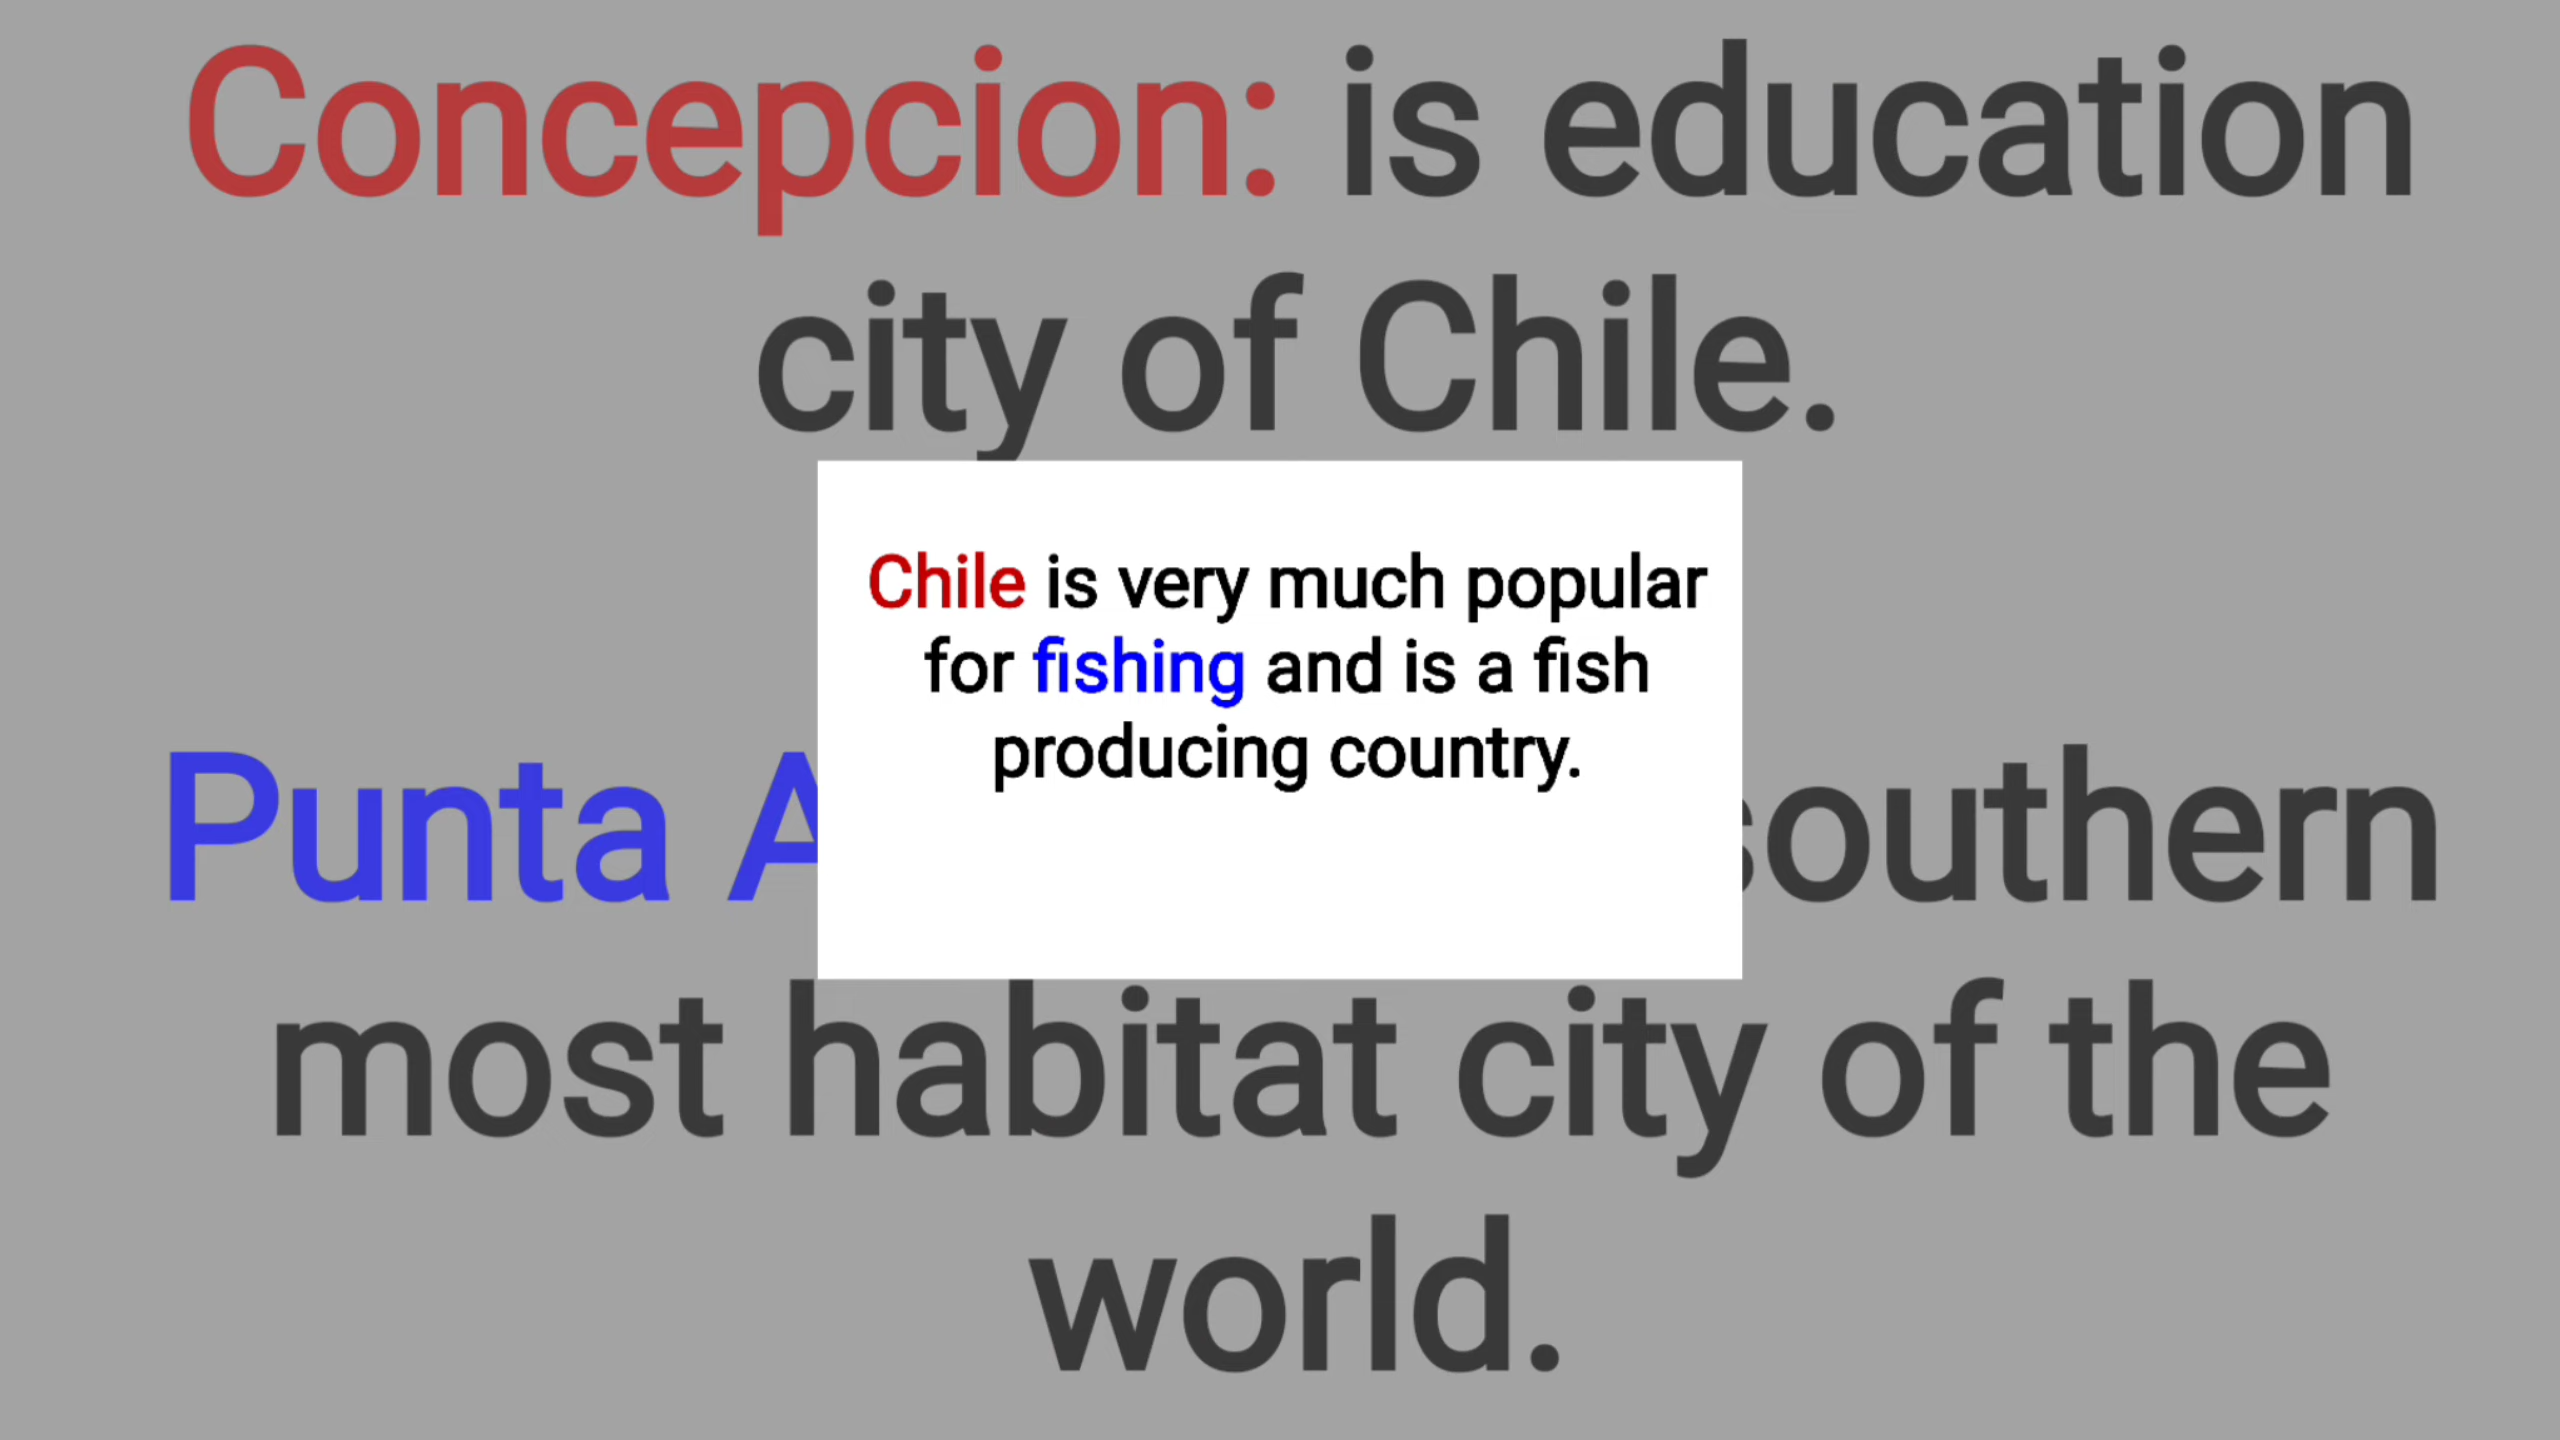 Concepcion: is education
city of Chile.
Chile is very much popular
for fishing and is a fish
producing country.
Punta southern
most habitat city of the
world.